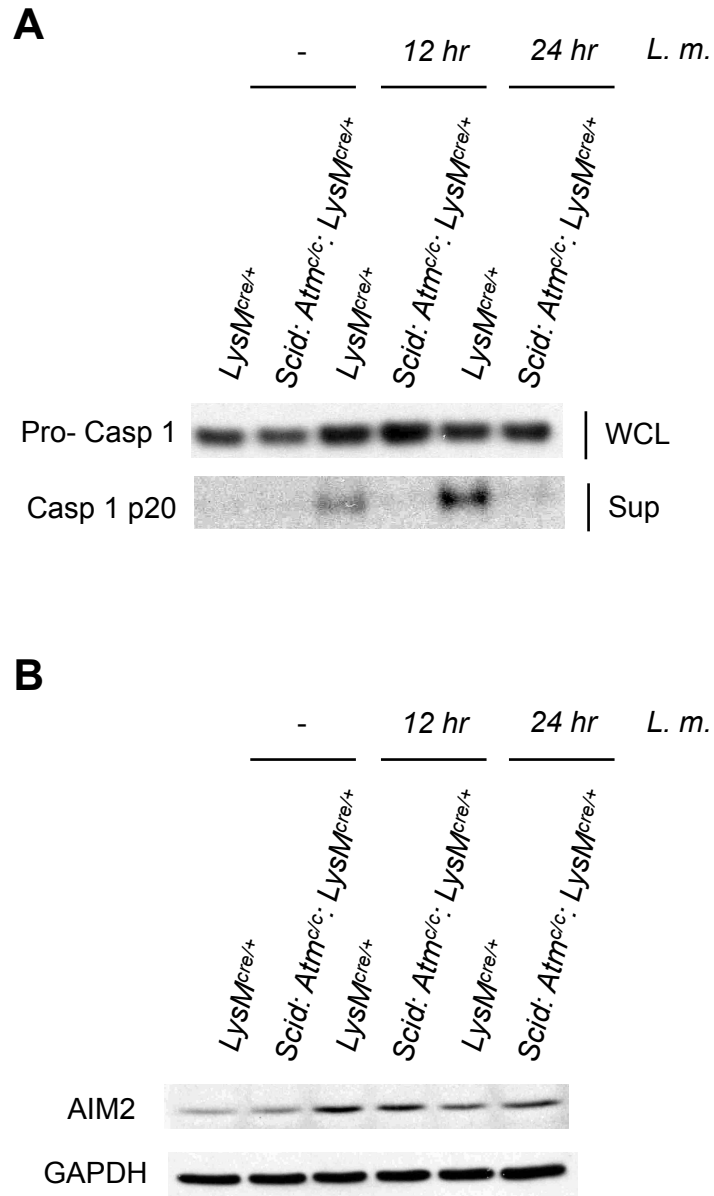 A
- 12 hr 24 hr L. m.
LysMcre/+
Scid: Atmc/c: LysMcre/+
LysMcre/+
Scid: Atmc/c: LysMcre/+
LysMcre/+
Scid: Atmc/c: LysMcre/+
Pro- Casp 1 WCL
Casp 1 p20 Sup
B
- 12 hr 24 hr L. m.
LysMcre/+
Scid: Atmc/c: LysMcre/+
LysMcre/+
Scid: Atmc/c: LysMcre/+
LysMcre/+
Scid: Atmc/c: LysMcre/+
AIM2
GAPDH